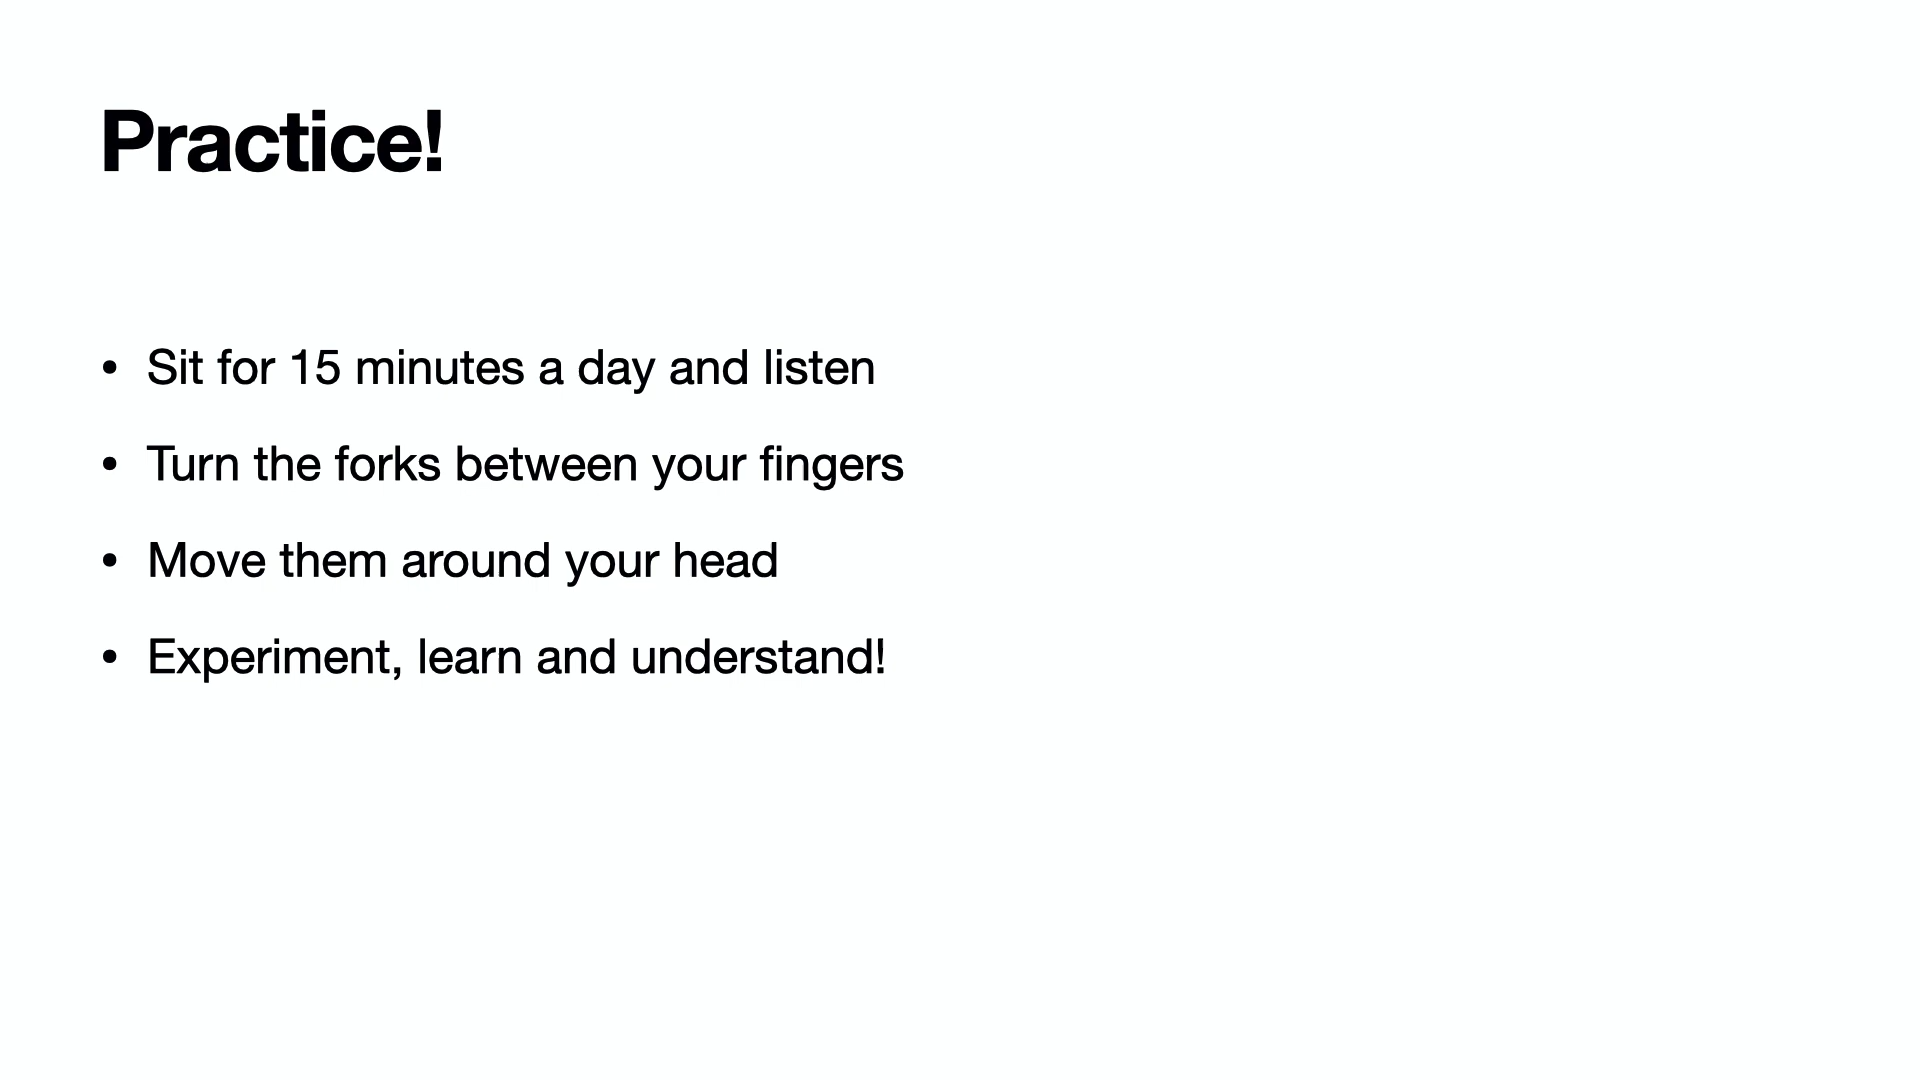 Practice!
• Sit for 15 minutes a day and listen
• Turn the forks between your fingers
• Move them around your head
• Experiment, learn and understand!